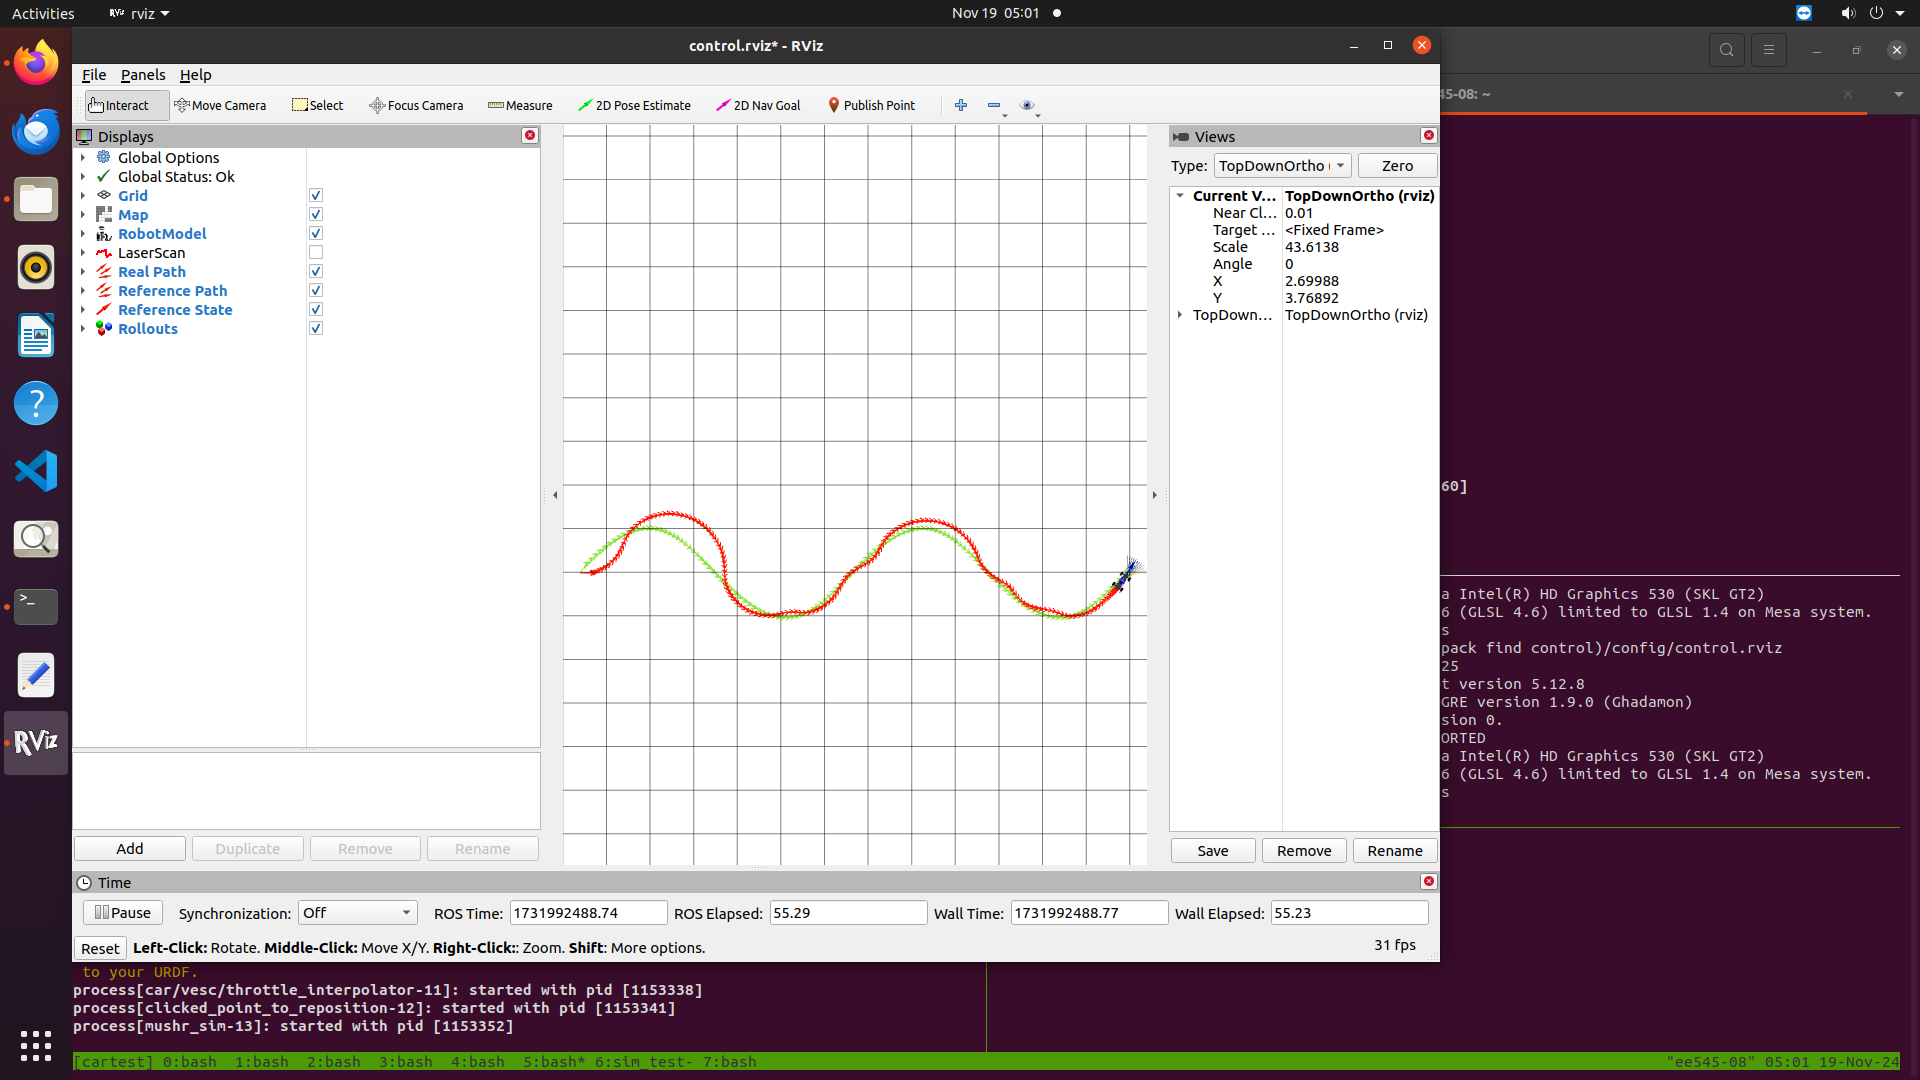 Activities
rviz
Nov 19 05:01
control.rviz* - RViz
File Panels Help
Interact
Move Camera
Select
Focus Camera
Measure
2D Pose Estimate
2D Nav Goal
Publish Point
45-08: ~
Displays
Global Options
Global Status: Ok
Grid
Map
RobotModel
LaserScan
Real Path
Reference Path
Reference State
Rollouts
Add
Duplicate
Remove
Rename
Views
Type: TopDownOrtho (
Zero
Current V... TopDownOrtho (rviz)
Near Cl... 0.01
Target ... <Fixed Frame>
Scale 43.6138
Angle 0
X 2.69988
Y 3.76892
TopDown... TopDownOrtho (rviz)
Save
Remove
Rename
60]
a Intel(R) HD Graphics 530 (SKL GT2)
6 (GLSL 4.6) limited to GLSL 1.4 on Mesa system.
s
pack find control)/config/control.rviz
25
t version 5.12.8
GRE version 1.9.0 (Ghadamon)
sion 0.
ORTED
a Intel(R) HD Graphics 530 (SKL GT2)
6 (GLSL 4.6) limited to GLSL 1.4 on Mesa system.
s
RViz
Time
Pause
Synchronization: Off
ROS Time: 1731992488.74
ROS Elapsed: 55.29
Wall Time: 1731992488.77
Wall Elapsed: 55.23
Reset
Left-Click: Rotate. Middle-Click: Move X/Y. Right-Click:: Zoom. Shift: More options.
31 fps
to your URDF.
process[car/vesc/throttle_interpolator-11]: started with pid [1153338]
process[clicked_point_to_reposition-12]: started with pid [1153341]
process[mushr_sim-13]: started with pid [1153352]
[cartest] 0:bash 1:bash 2:bash 3:bash 4:bash 5:bash* 6:sim_test- 7:bash
"ee545-08" 05:01 19-Nov-24